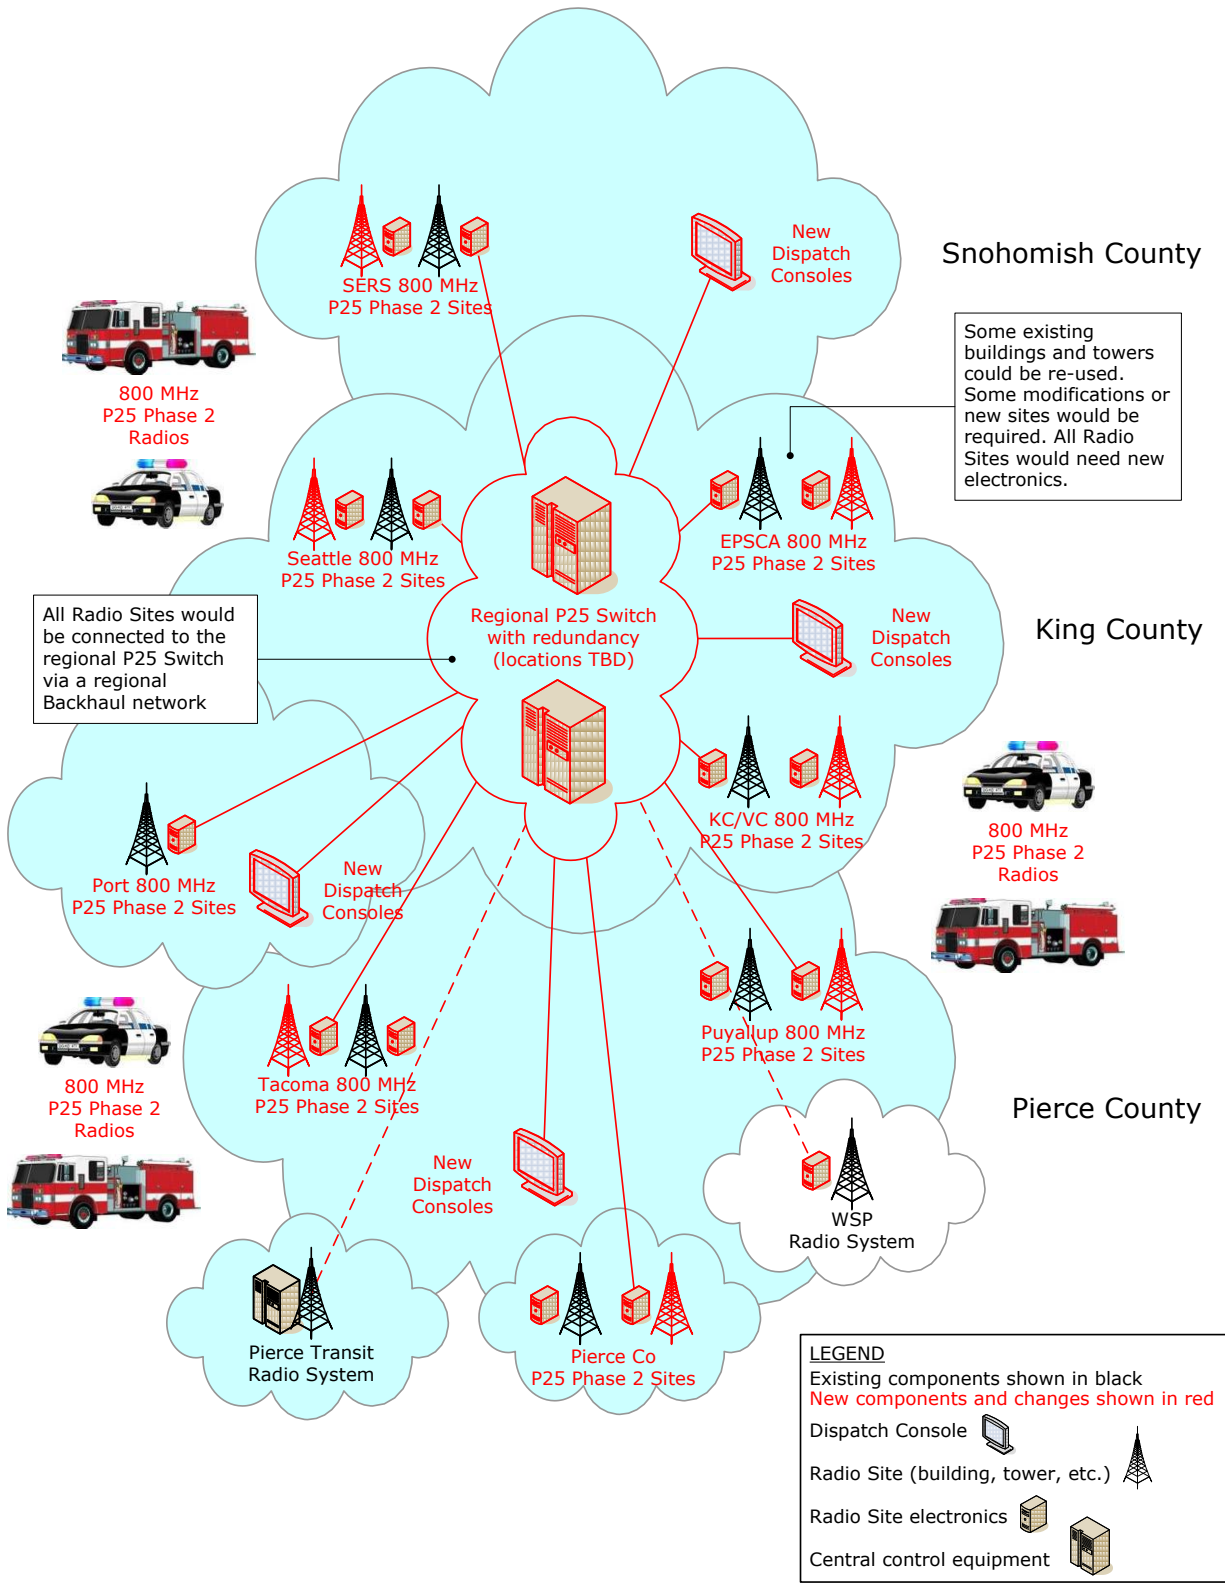 New
Dispatch
Consoles
Snohomish County
SERS 800 MHz
P25 Phase 2 Sites
Some existing
buildings and towers
could be re-used.
Some modifications or
new sites would be
required. All Radio
Sites would need new
electronics.
800 MHz
P25 Phase 2
Radios
Seattle 800 MHz
P25 Phase 2 Sites
EPSCA 800 MHz
P25 Phase 2 Sites
All Radio Sites would
be connected to the
regional P25 Switch
via a regional
Backhaul network
Regional P25 Switch
with redundancy
(locations TBD)
New
Dispatch
Consoles
King County
KC/VC 800 MHz
P25 Phase 2 Sites
800 MHz
P25 Phase 2
Radios
Port 800 MHz
P25 Phase 2 Sites
New
Dispatch
Consoles
Puyallup 800 MHz
P25 Phase 2 Sites
Tacoma 800 MHz
P25 Phase 2 Sites
800 MHz
P25 Phase 2
Radios
Pierce County
New
Dispatch
Consoles
WSP
Radio System
Pierce Transit
Radio System
Pierce Co
P25 Phase 2 Sites
LEGEND
Existing components shown in black
New components and changes shown in red
Dispatch Console
Radio Site (building, tower, etc.)
Radio Site electronics
Central control equipment